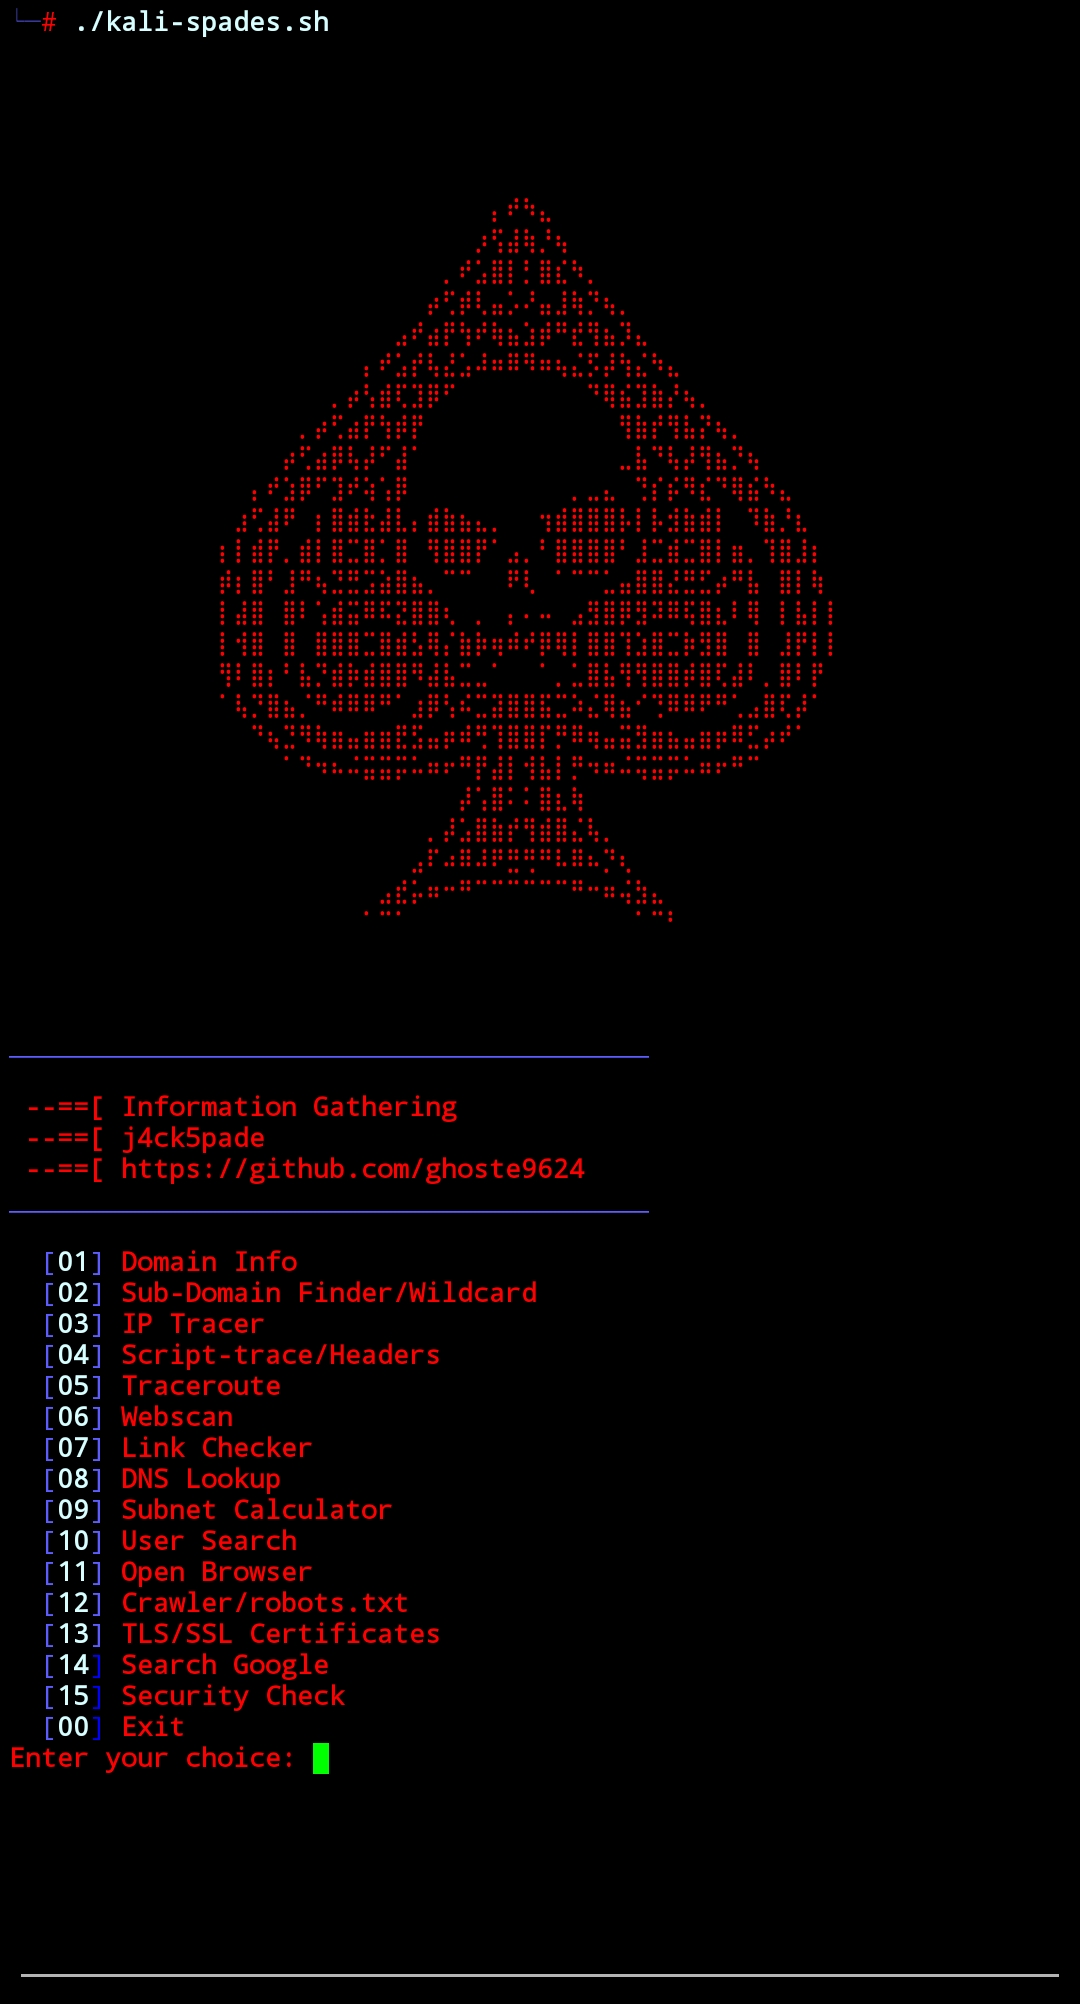 └─# ./kali-spades.sh
--==[ Information Gathering
--==[ j4ck5pade
--==[ https://github.com/ghoste9624
[01] Domain Info
[02] Sub-Domain Finder/Wildcard
[03] IP Tracer
[04] Script-trace/Headers
[05] Traceroute
[06] Webscan
[07] Link Checker
[08] DNS Lookup
[09] Subnet Calculator
[10] User Search
[11] Open Browser
[12] Crawler/robots.txt
[13] TLS/SSL Certificates
[14] Search Google
[15] Security Check
[00] Exit
Enter your choice: